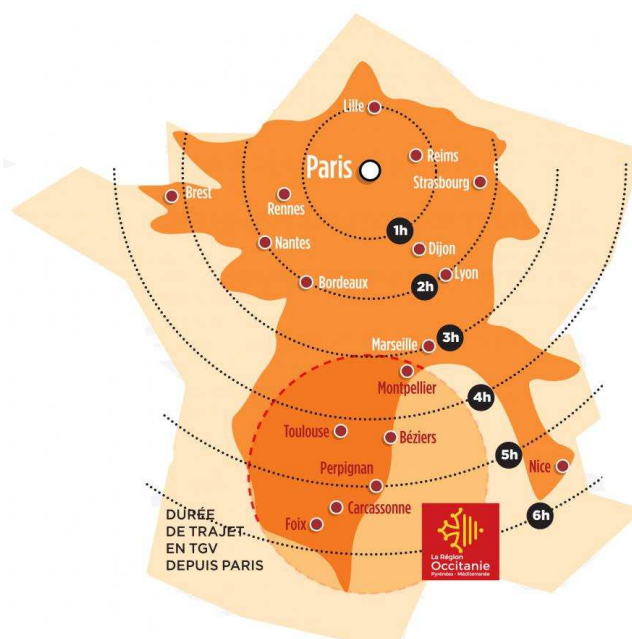 Lille
Paris
Reims
Strasbourg
Brest
Rennes
1h
Nantes
Dijon
Lyon
Bordeaux
2h
3h
Marseille
Montpellier
4h
Toulouse
Béziers
5h
Nice
Perpignan
Carcassonne
Foix
6h
DURÉE
DE TRAJET
EN TGV
DEPUIS PARIS
La Région
Occitanie
Pyrénées - Méditerranée